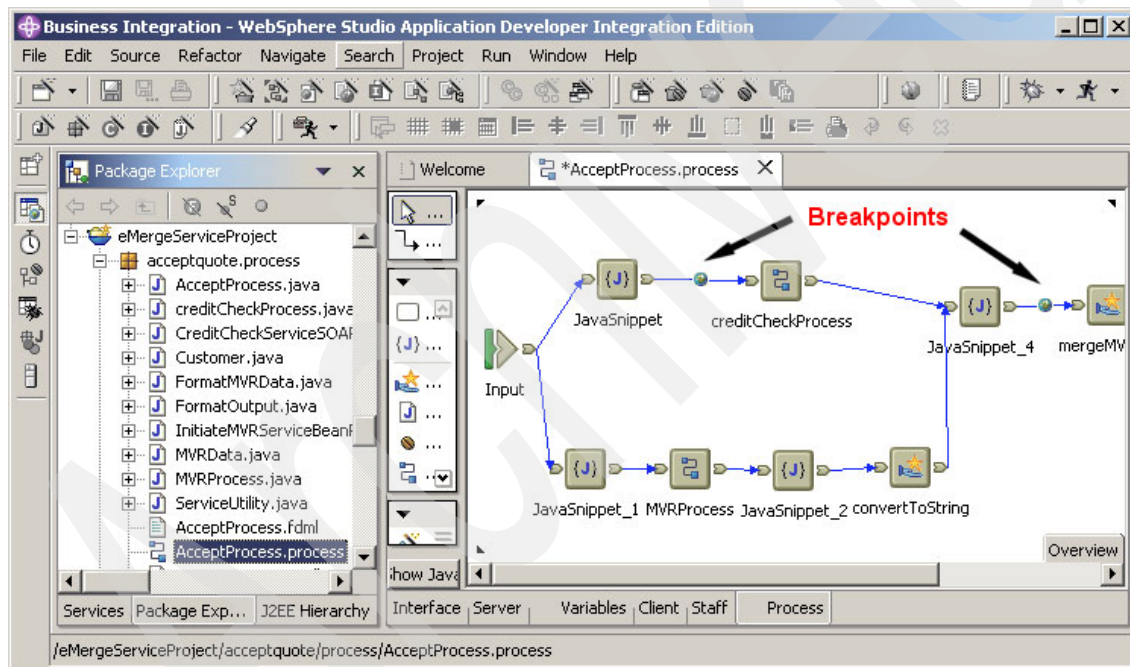 Business Integration - WebSphere Studio Application Developer Integration Edition
File Edit Source Refactor Navigate Search Project Run Window Help
Package Explorer
Welcome
*AcceptProcess.process
eMergeServiceProject
acceptquote.process
AcceptProcess.java
creditCheckProcess.java
CreditCheckServiceSOAP
Customer.java
FormatMVRData.java
FormatOutput.java
InitiateMVRServiceBean
MVRData.java
MVRProcess.java
ServiceUtility.java
AcceptProcess.fdml
AcceptProcess.process
Services Package Exp... J2EE Hierarchy
Show Java
Breakpoints
{J} {J}
JavaSnippet creditCheckProcess JavaSnippet_4 mergeMV
Input
{J} {J}
JavaSnippet_1 MVRProcess JavaSnippet_2 convertToString
Overview
Interface Server Variables Client Staff Process
/eMergeServiceProject/acceptquote/process/AcceptProcess.process